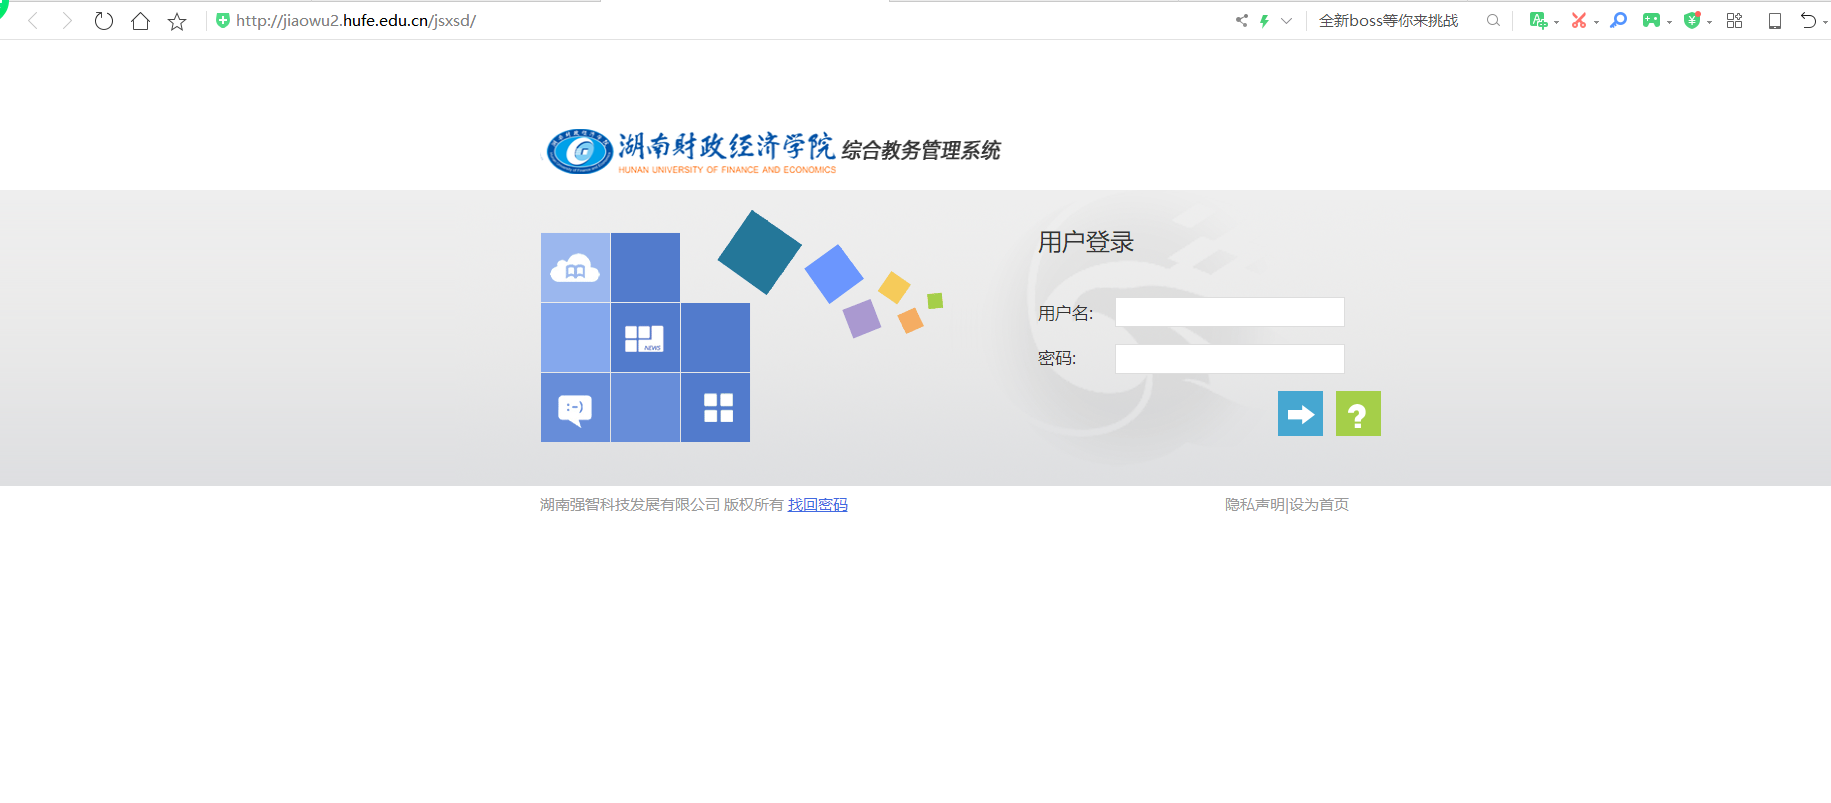 http://jiaowu2.hufe.edu.cn/jsxsd/
全新boss等你来挑战
湖南财政经济学院 综合教务管理系统
HUNAN UNIVERSITY OF FINANCE AND ECONOMICS
用户登录
用户名:
密码:
NEWS
:-)
?
湖南强智科技发展有限公司 版权所有 找回密码
隐私声明|设为首页